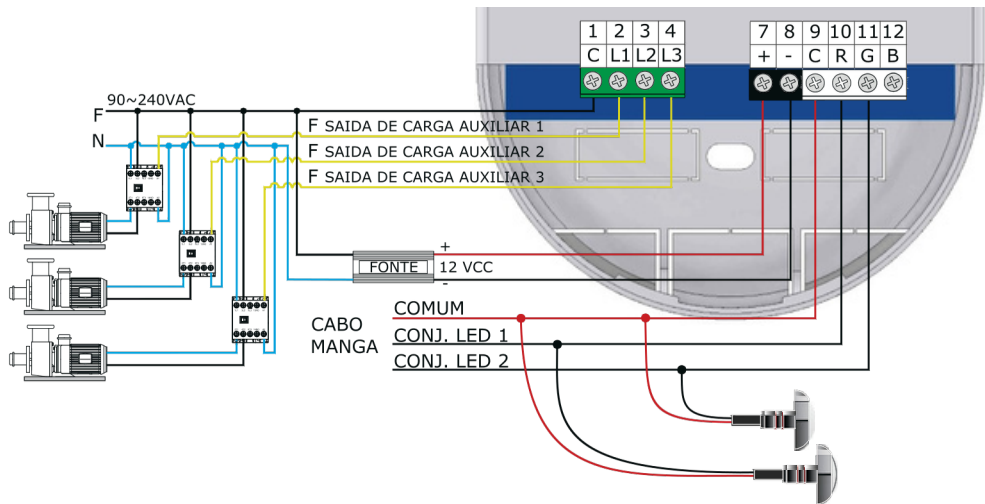 1 2 3 4
C L1 L2 L3
7 8 9 10 11 12
+ - C R G B
90~240VAC
F
N
F SAIDA DE CARGA AUXILIAR 1
F SAIDA DE CARGA AUXILIAR 2
F SAIDA DE CARGA AUXILIAR 3
+
FONTE 12 VCC
-
CABO
MANGA
COMUM
CONJ. LED 1
CONJ. LED 2